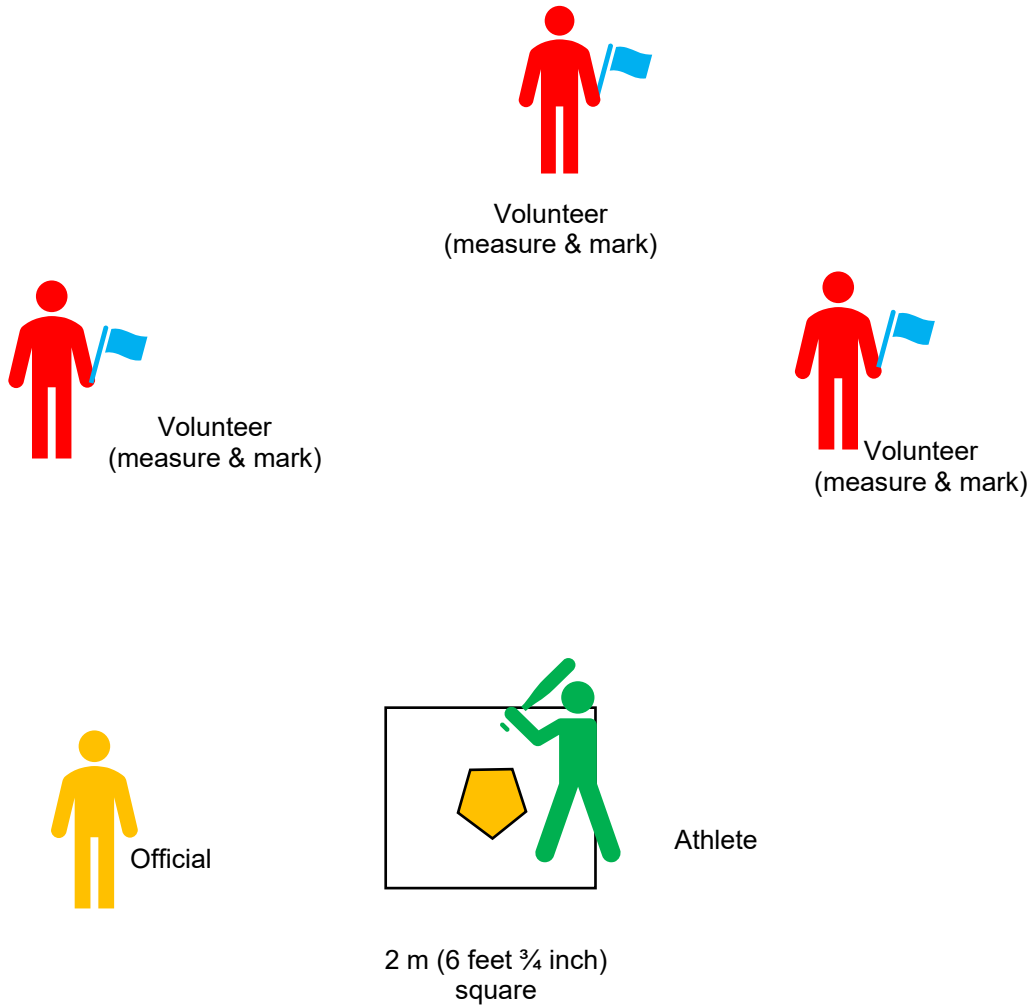 Volunteer
(measure & mark)
Volunteer
(measure & mark)
Volunteer
(measure & mark)
Official
Athlete
2 m (6 feet ¾ inch)
square